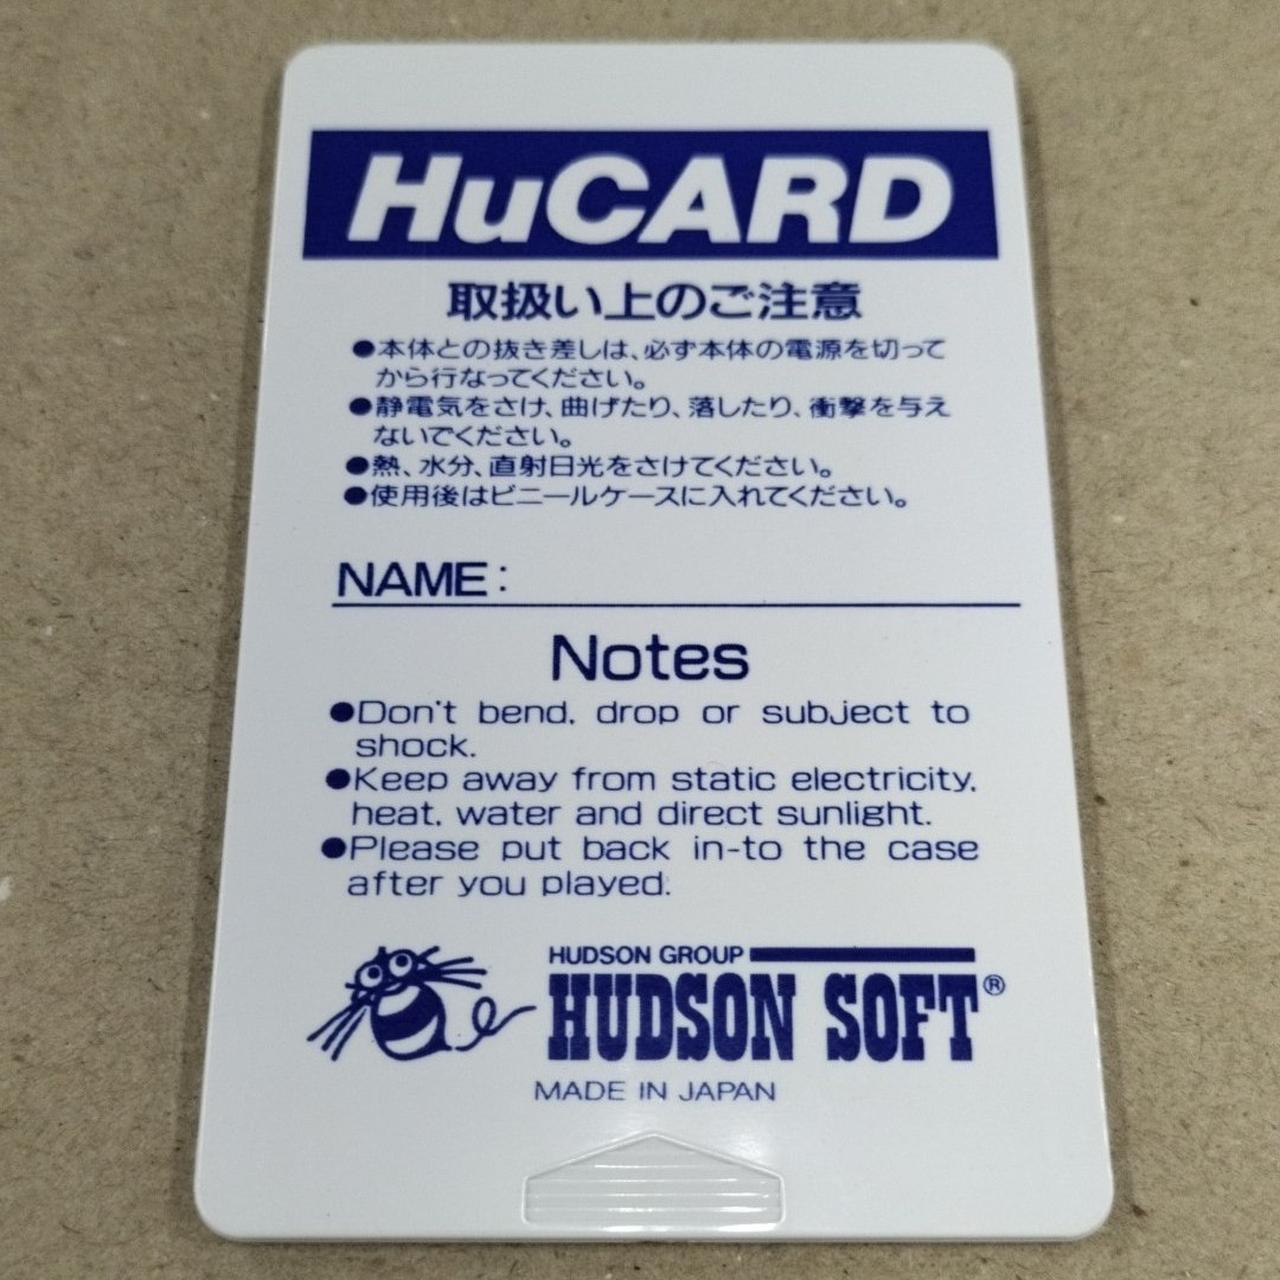 HuCARD
取扱い上のご注意
●本体との抜き差しは、必ず本体の電源を切って
から行なってください。
●静電気をさけ、曲げたり、落したり、衝撃を与え
ないでください。
●熱、水分、直射日光をさけてください。
●使用後はビニールケースに入れてください。
NAME:
Notes
●Don't bend, drop or subject to
shock.
●Keep away from static electricity,
heat, water and direct sunlight.
●Please put back in-to the case
after you played.
HUDSON GROUP
HUDSON SOFT®
MADE IN JAPAN